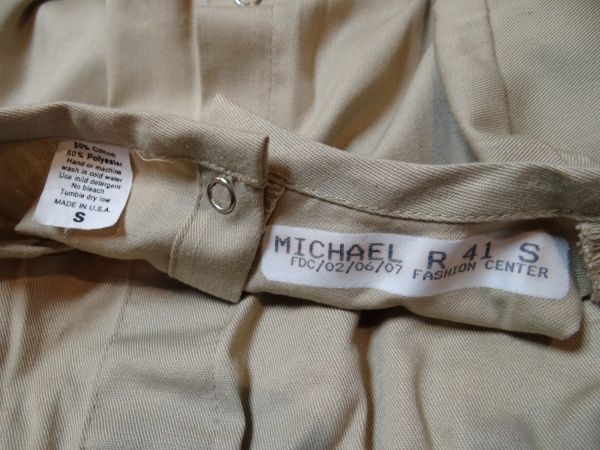 50% Cotton
50% Polyester
Hand or machine
wash in cold water
Use mild detergent
No bleach
Tumble dry low
MADE IN U.S.A.
S
MICHAEL R 41 S
FDC/02/06/07 FASHION CENTER